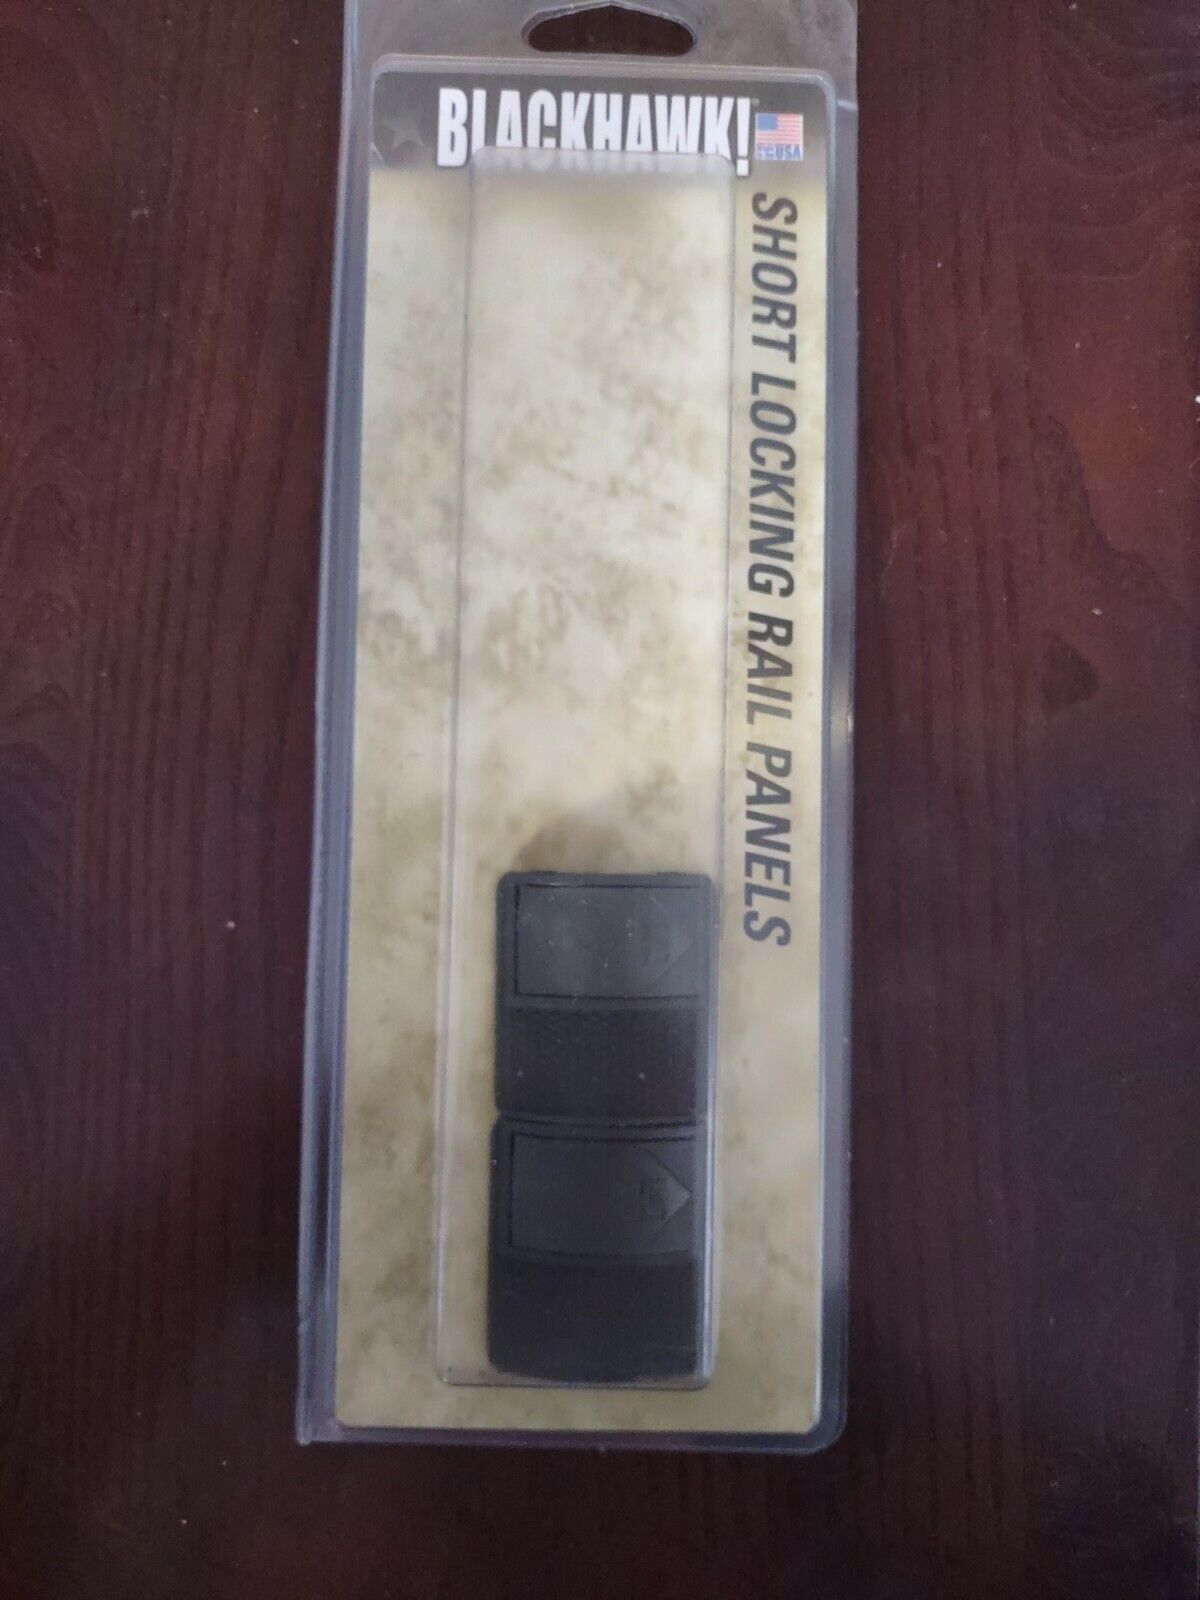 BLACKHAWK!
USA
SHORT LOCKING RAIL PANELS